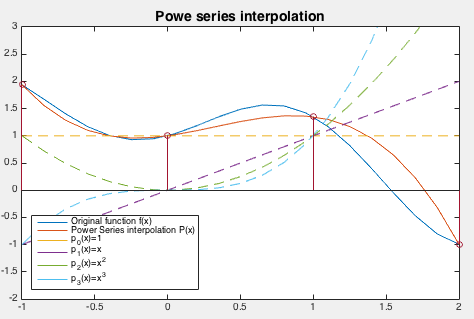 Powe series interpolation
3
2.5
2
1.5
1
0.5
0
-0.5
-1
-1.5
-2
Original function f(x)
Power Series interpolation P(x)
p₀(x)=1
p₁(x)=x
p₂(x)=x²
p₃(x)=x³
-1 -0.5 0 0.5 1 1.5 2